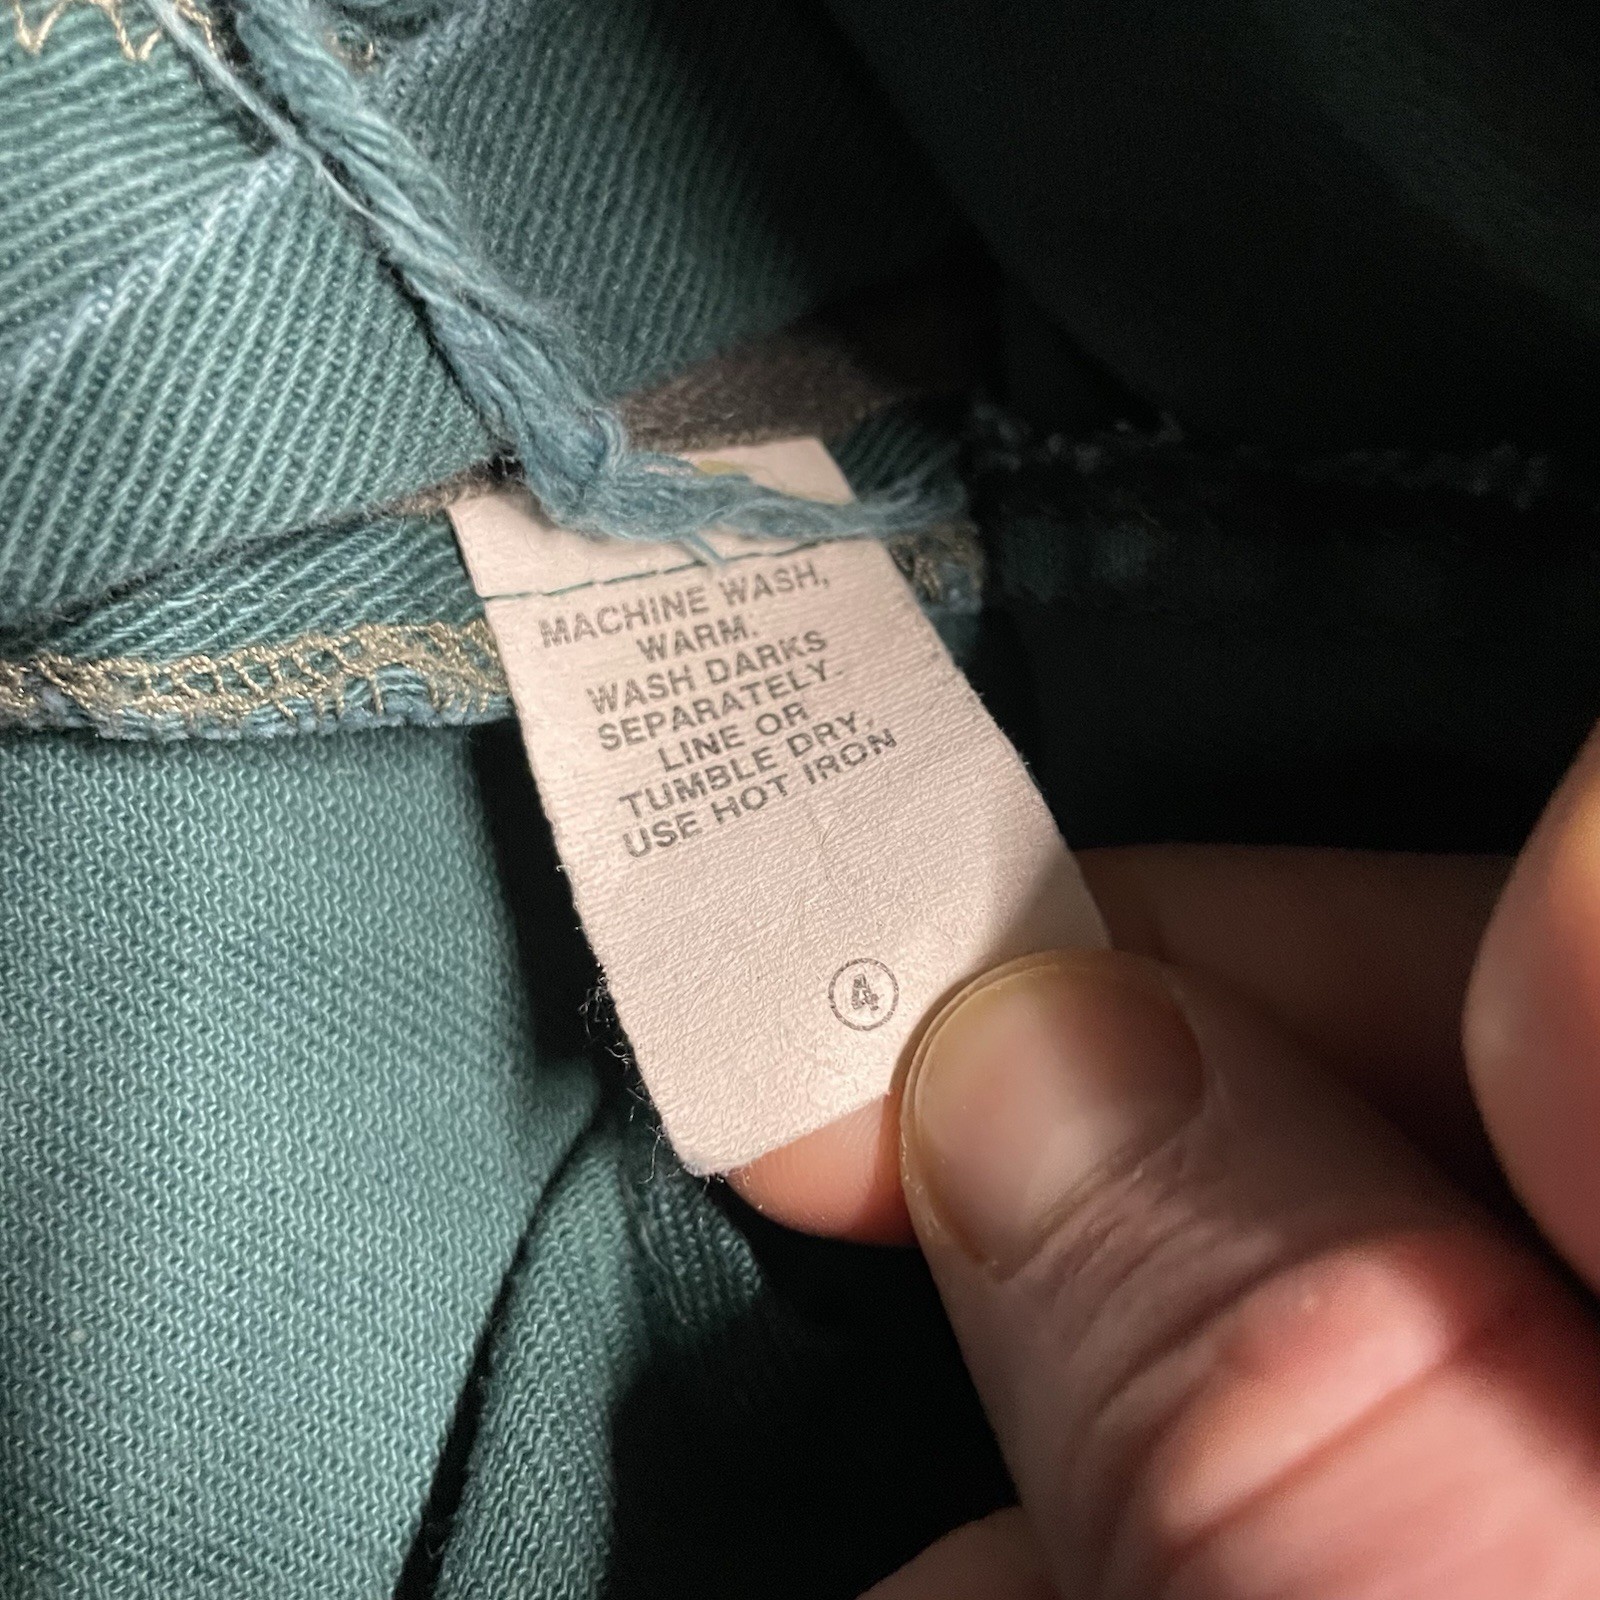 MACHINE WASH,
WARM.
WASH DARKS
SEPARATELY.
LINE OR
TUMBLE DRY,
USE HOT IRON
4